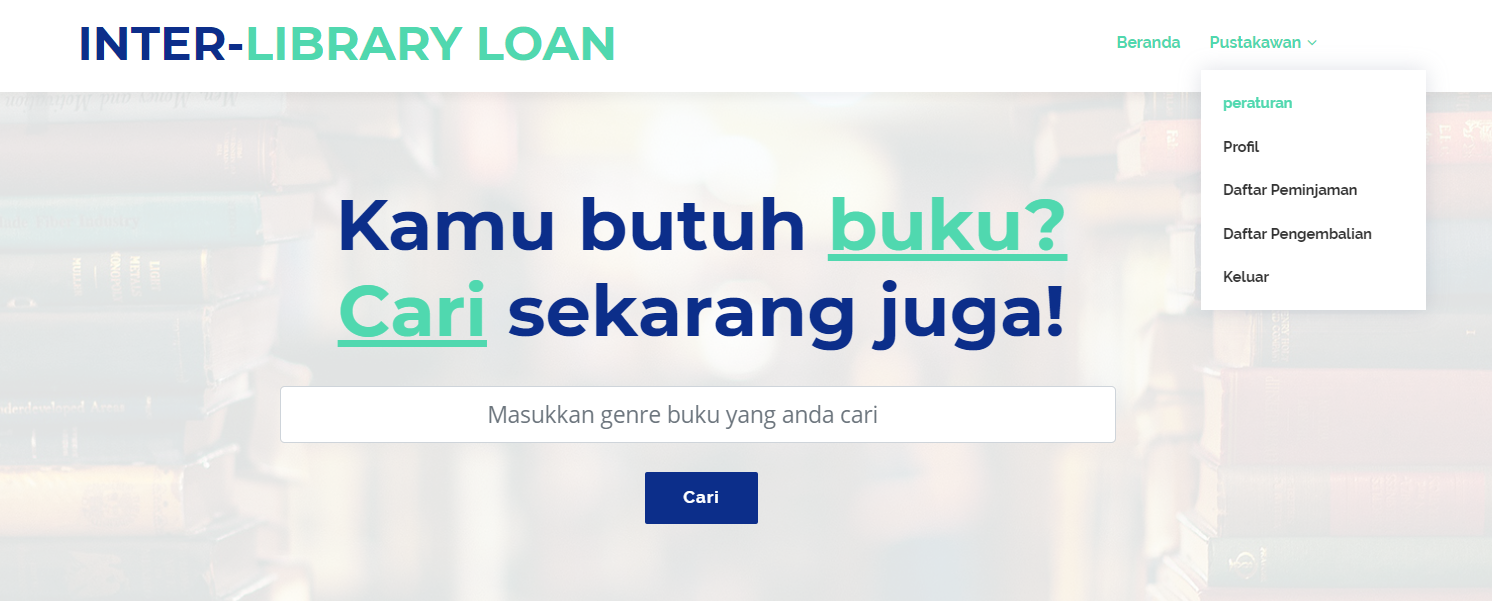 INTER-LIBRARY LOAN
Beranda
Pustakawan
peraturan
Profil
Daftar Peminjaman
Daftar Pengembalian
Keluar
Kamu butuh buku?
Cari sekarang juga!
Masukkan genre buku yang anda cari
Cari